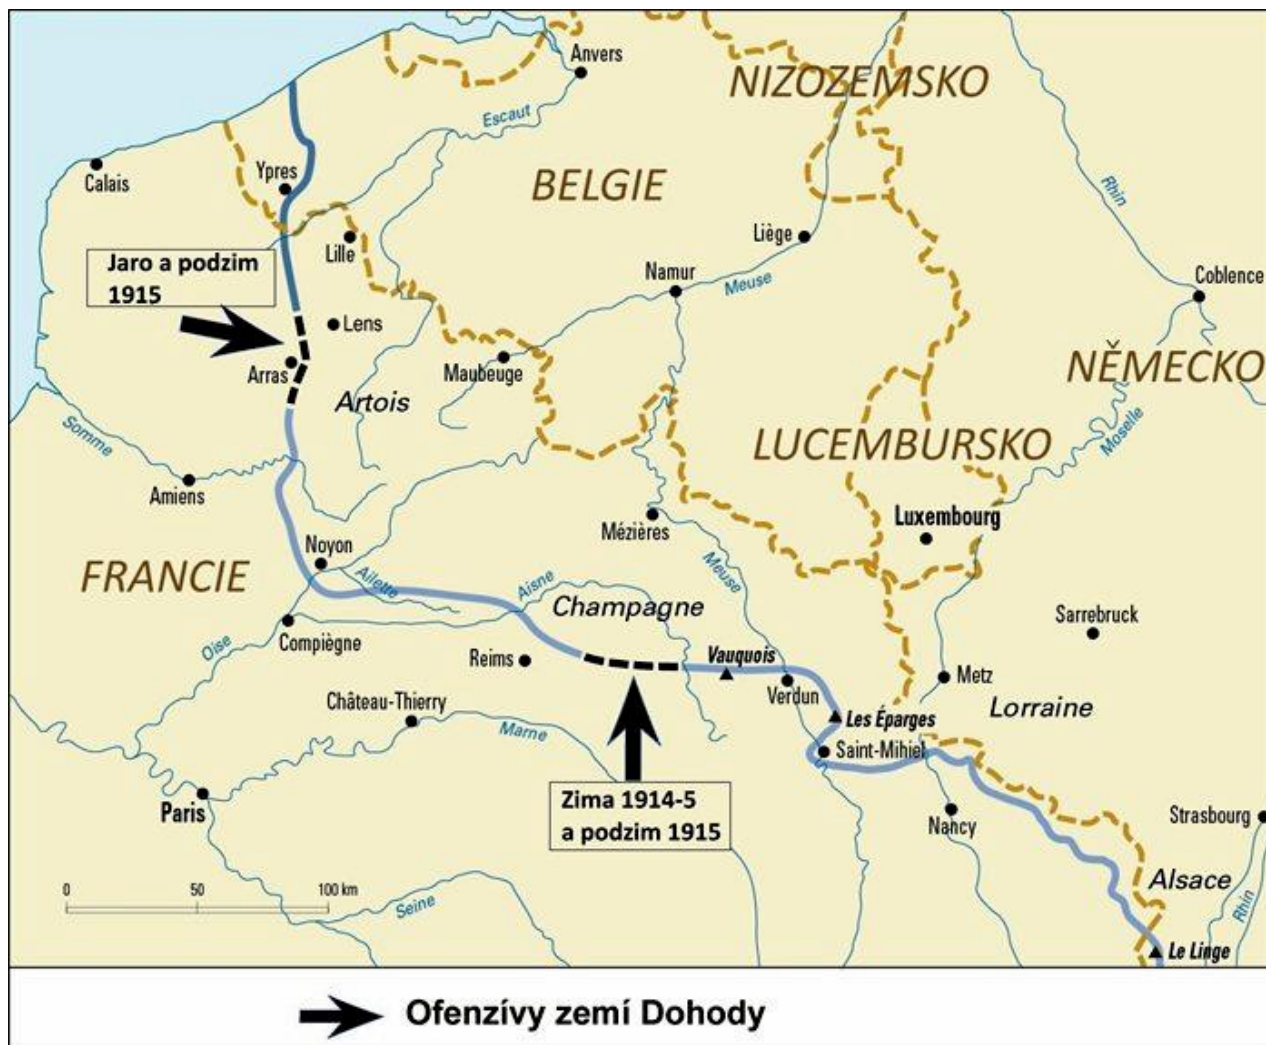 Anvers
NIZOZEMSKO
Escaut
Calais
Ypres
BELGIE
Rhin
Liège
Lille
Jaro a podzim
1915
Namur
Meuse
Coblence
Lens
Arras
Maubeuge
NĚMECKO
Artois
Somme
LUCEMBURSKO
Moselle
Amiens
Luxembourg
Mézières
Noyon
Meuse
FRANCIE
Ailette
Aisne
Champagne
Sarrebruck
Compiègne
Oise
Reims
Vauquois
Verdun
Metz
Château-Thierry
Les Éparges
Lorraine
Marne
Saint-Mihiel
Paris
Zima 1914-5
a podzim 1915
Nancy
Strasbourg
0 50 100 km
Seine
Alsace
Rhin
Le Linge
Ofenzívy zemí Dohody